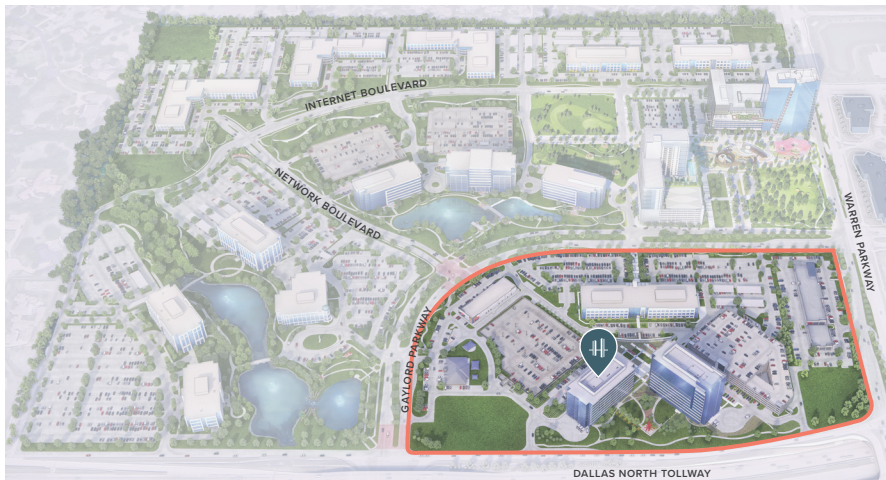 INTERNET BOULEVARD
NETWORK BOULEVARD
WARREN PARKWAY
GAYLORD PARKWAY
DALLAS NORTH TOLLWAY